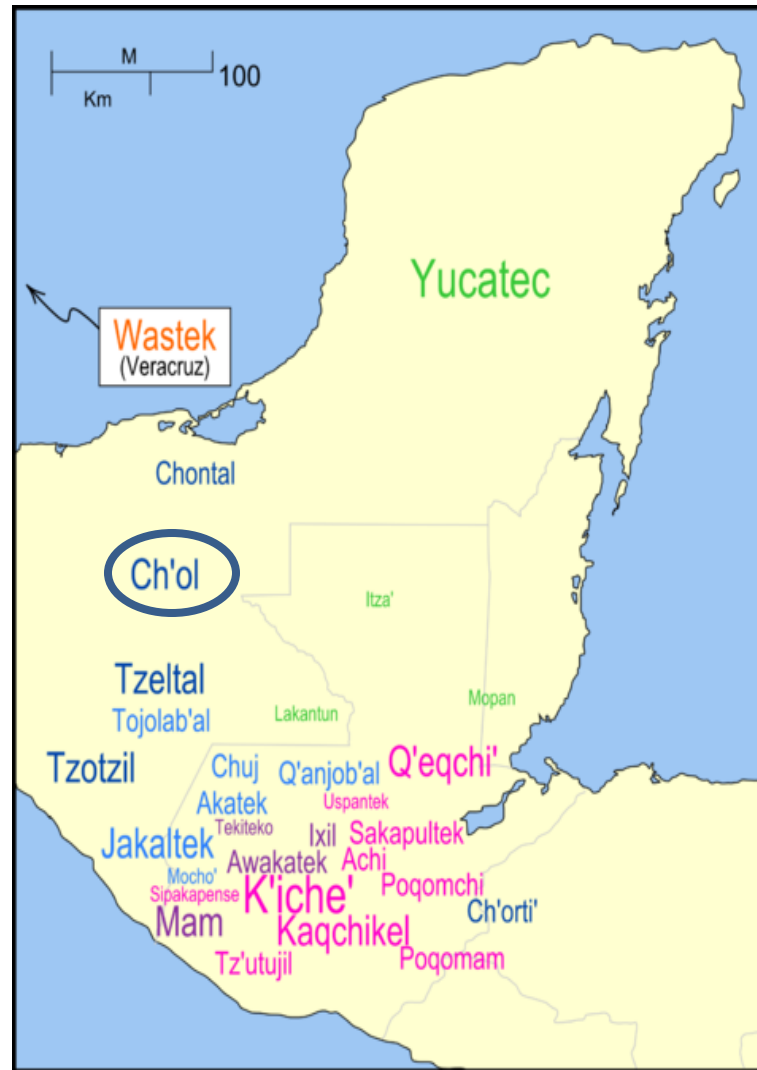 M
100
Km
Yucatec
Wastek
(Veracruz)
Chontal
Ch'ol
Itza'
Tzeltal
Mopan
Lakantun
Tojolab'al
Tzotzil
Chuj
Q'anjob'al
Q'eqchi'
Akatek
Uspantek
Tekiteko
Ixil
Sakapultek
Jakaltek
Awakatek
Achi
Mocho'
Poqomchi
Sipakapense
K'iche'
Ch'orti'
Mam
Kaqchikel
Tz'utujil
Poqomam